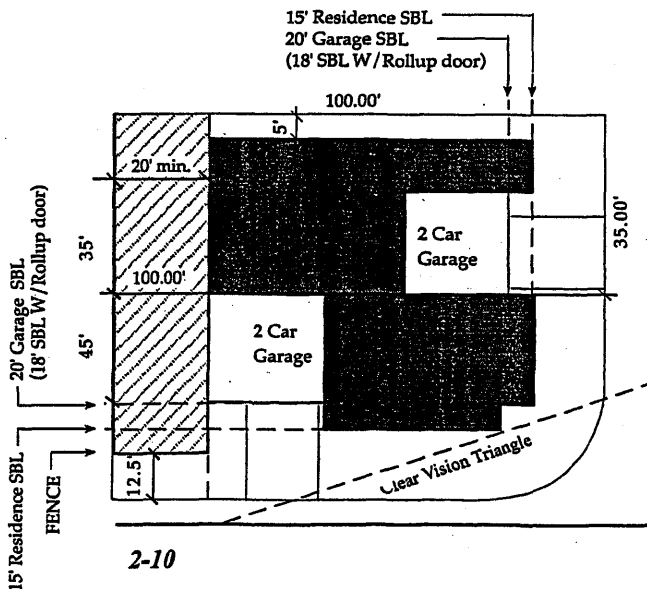 15' Residence SBL
20' Garage SBL
(18' SBL W/Rollup door)
100.00'
5'
20' min.
2 Car
Garage
35.00'
35'
100.00'
20' Garage SBL
(18' SBL W/Rollup door)
45'
2 Car
Garage
15' Residence SBL
FENCE
12.5'
Clear Vision Triangle
2-10